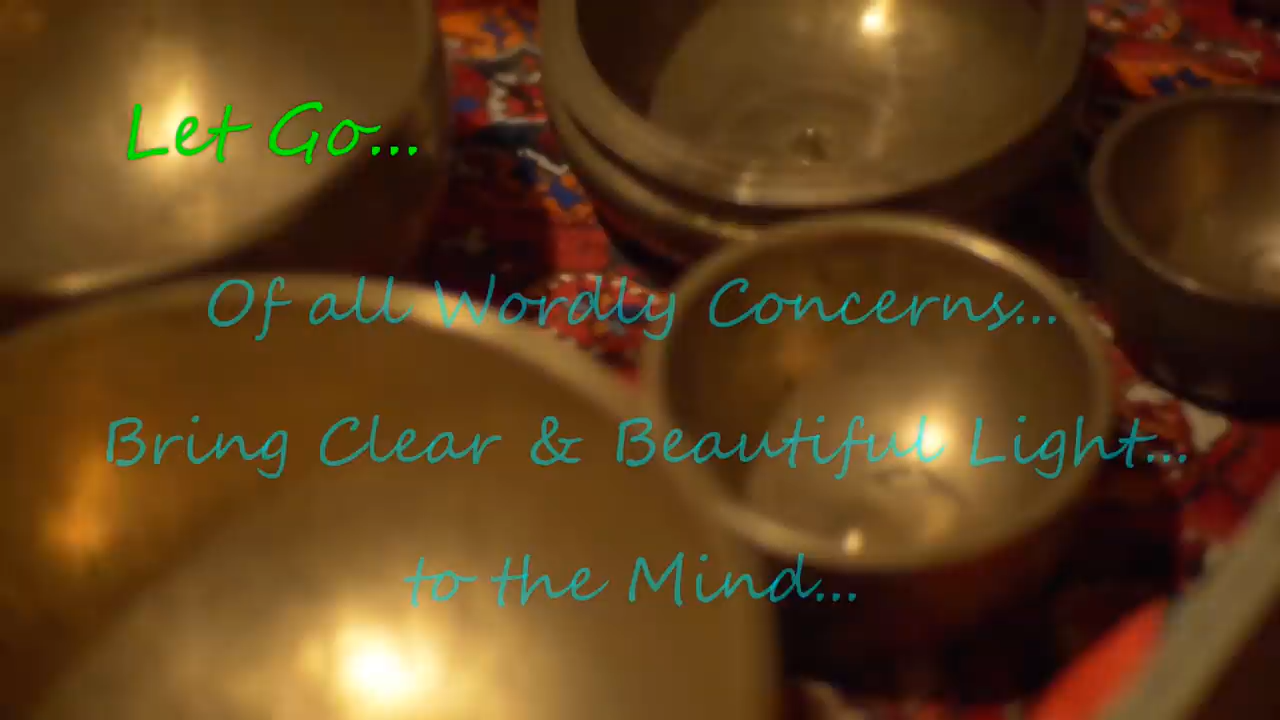 Let Go...
Of all Wordly Concerns...
Bring Clear & Beautiful Light...
to the Mind...